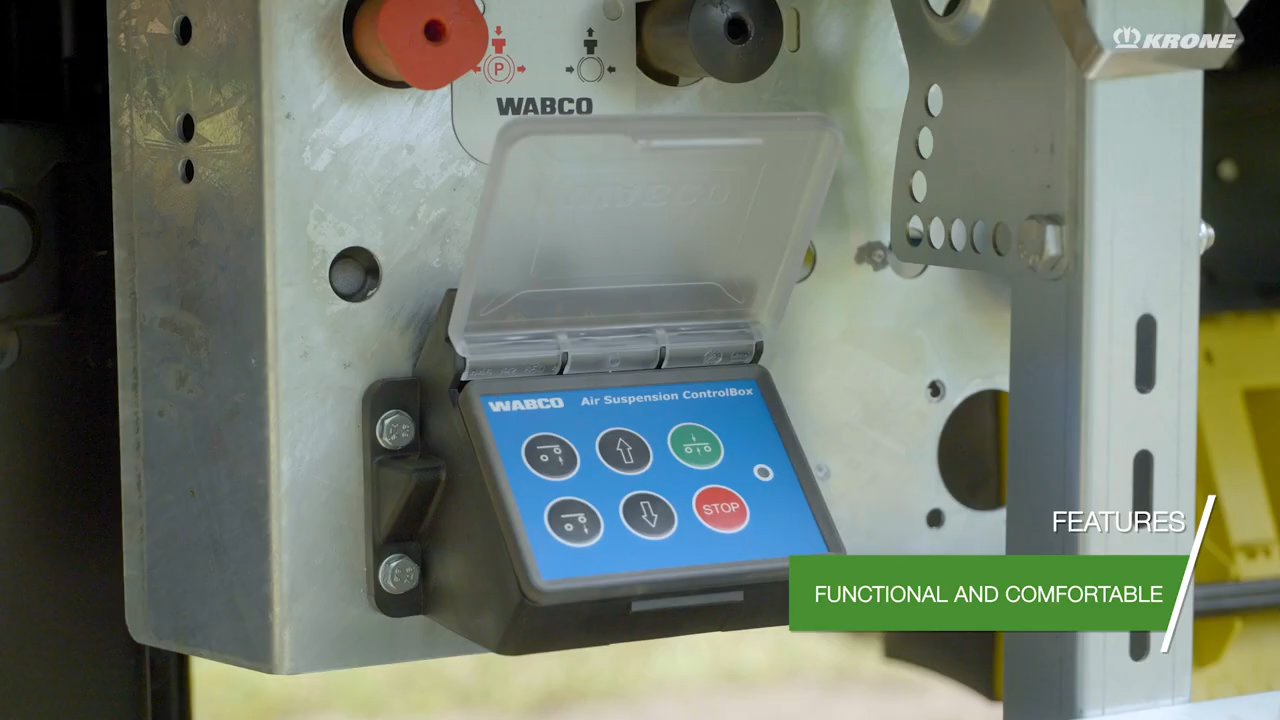 KRONE
P
WABCO
WABCO Air Suspension ControlBox
STOP
FEATURES
FUNCTIONAL AND COMFORTABLE